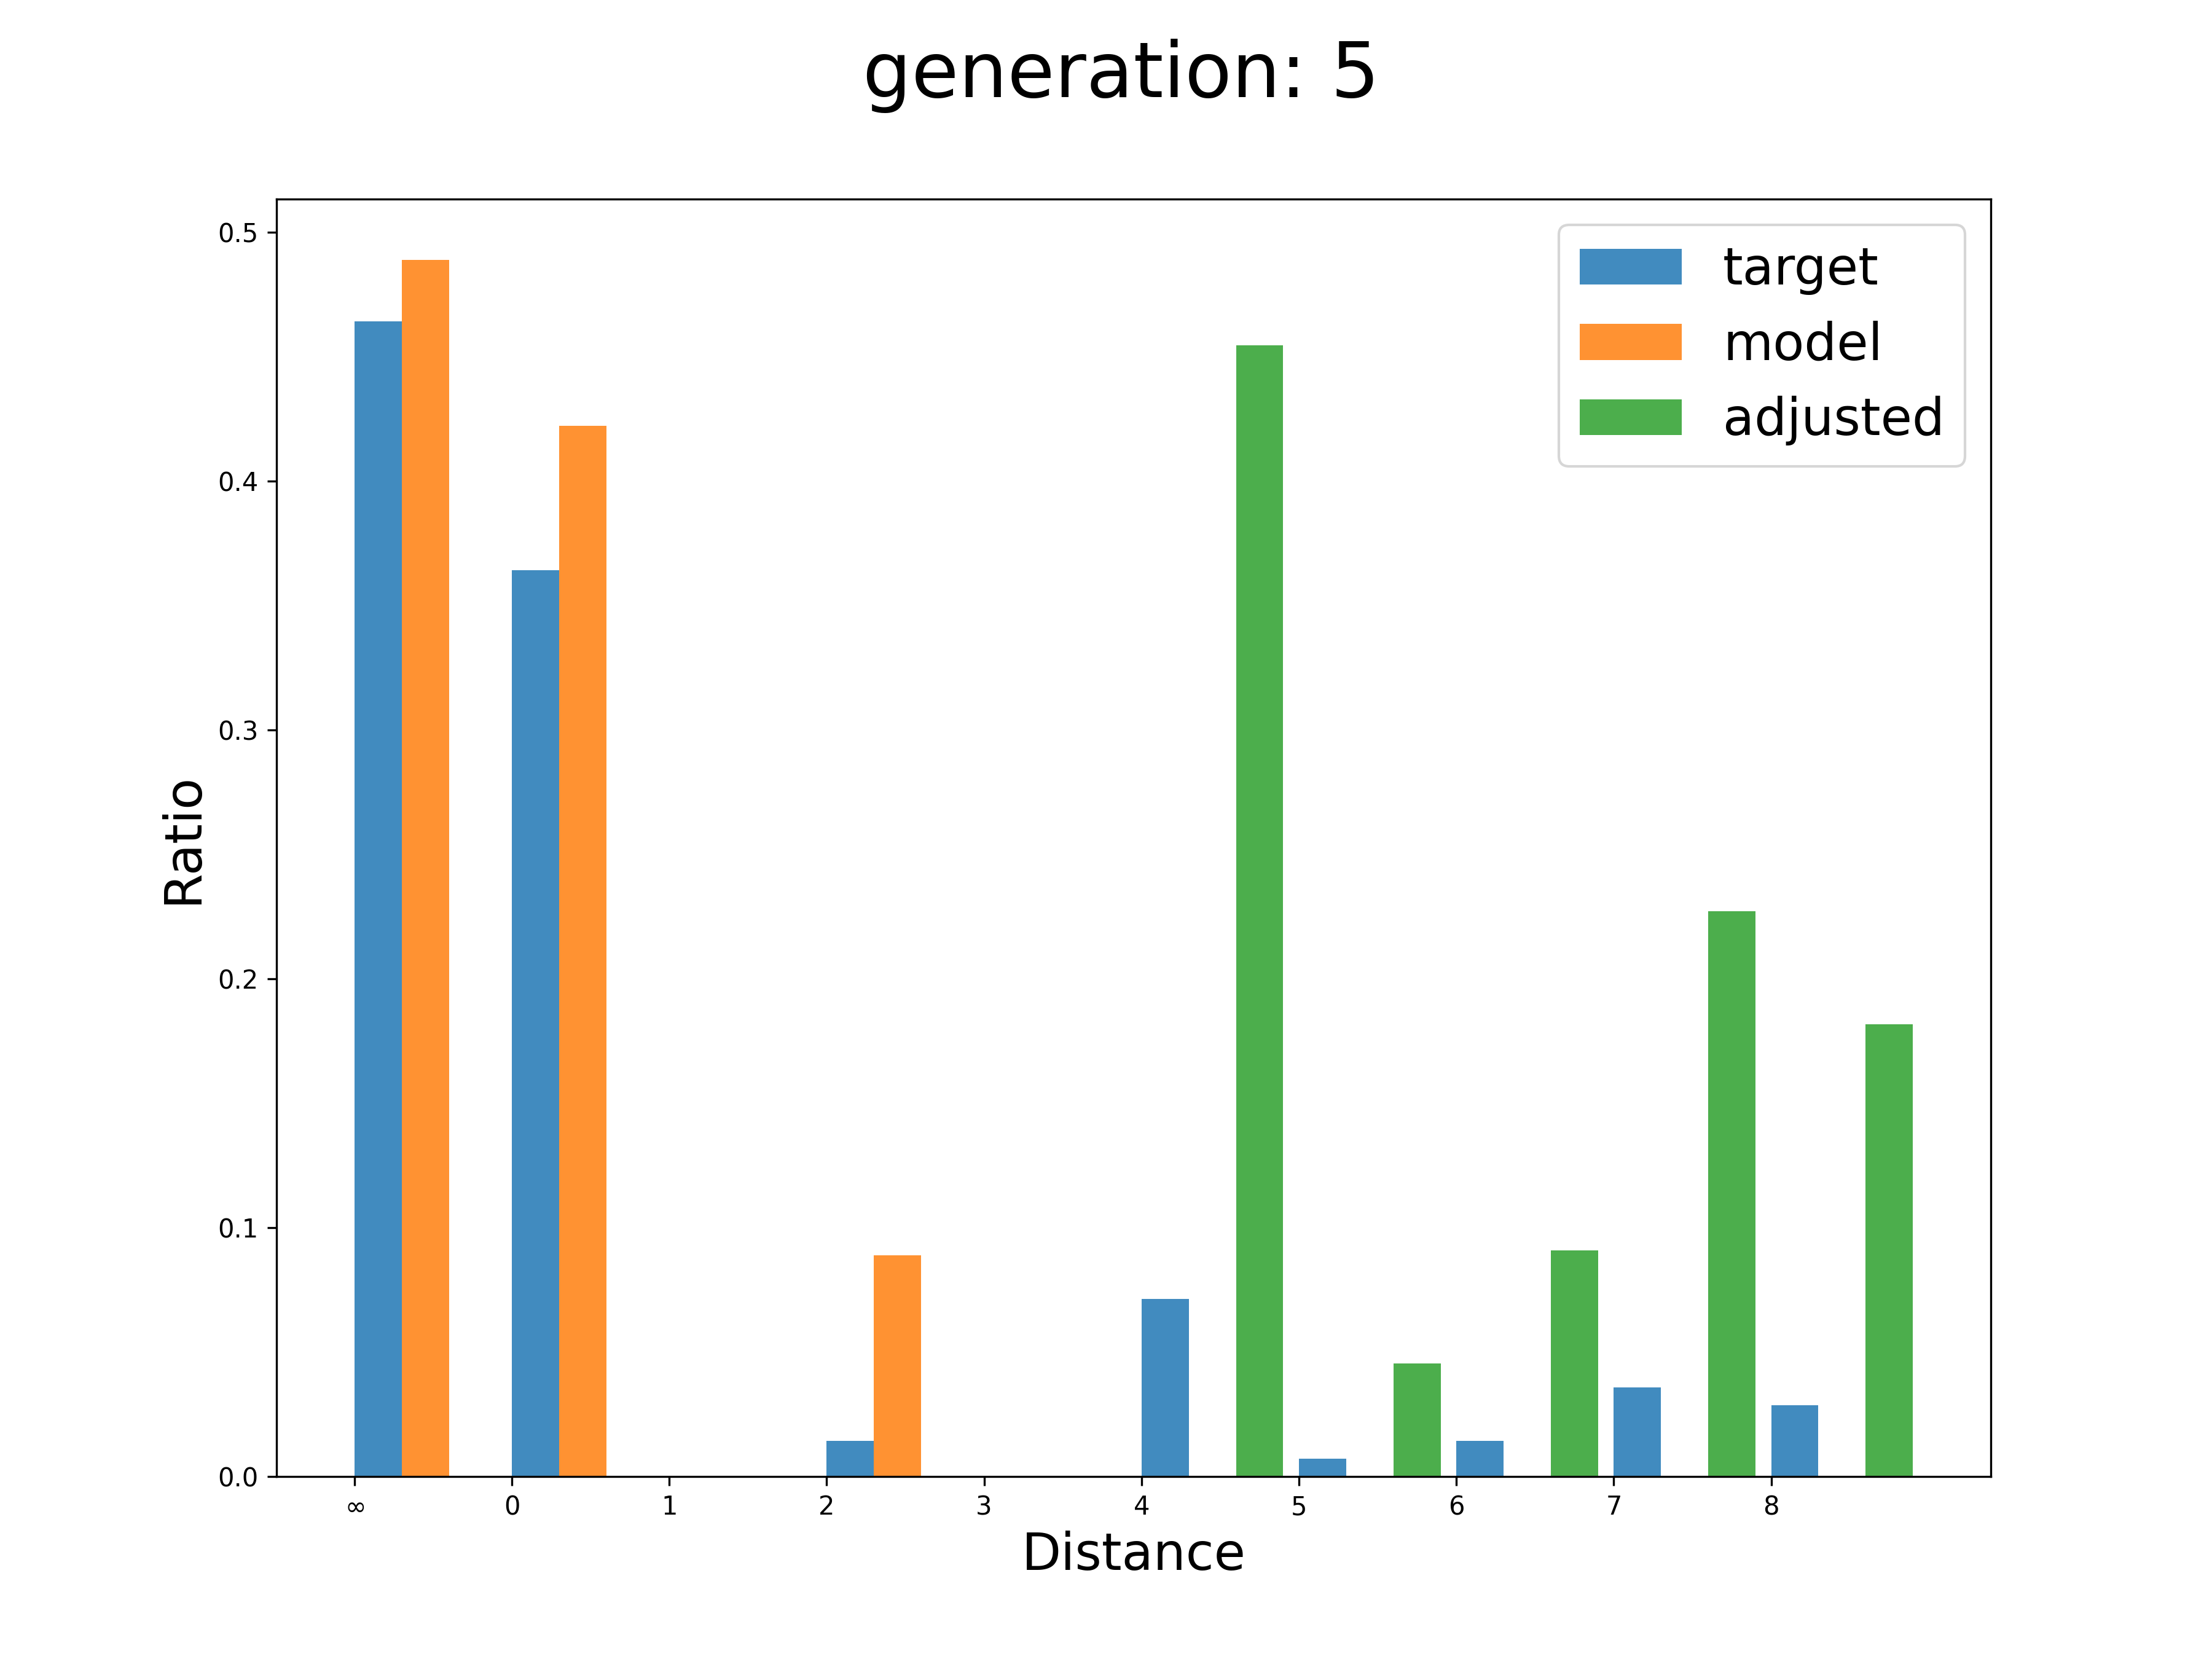 generation: 5
target
model
adjusted
0.5
0.4
0.3
0.2
0.1
0.0
Ratio
∞ 0 1 2 3 4 5 6 7 8
Distance